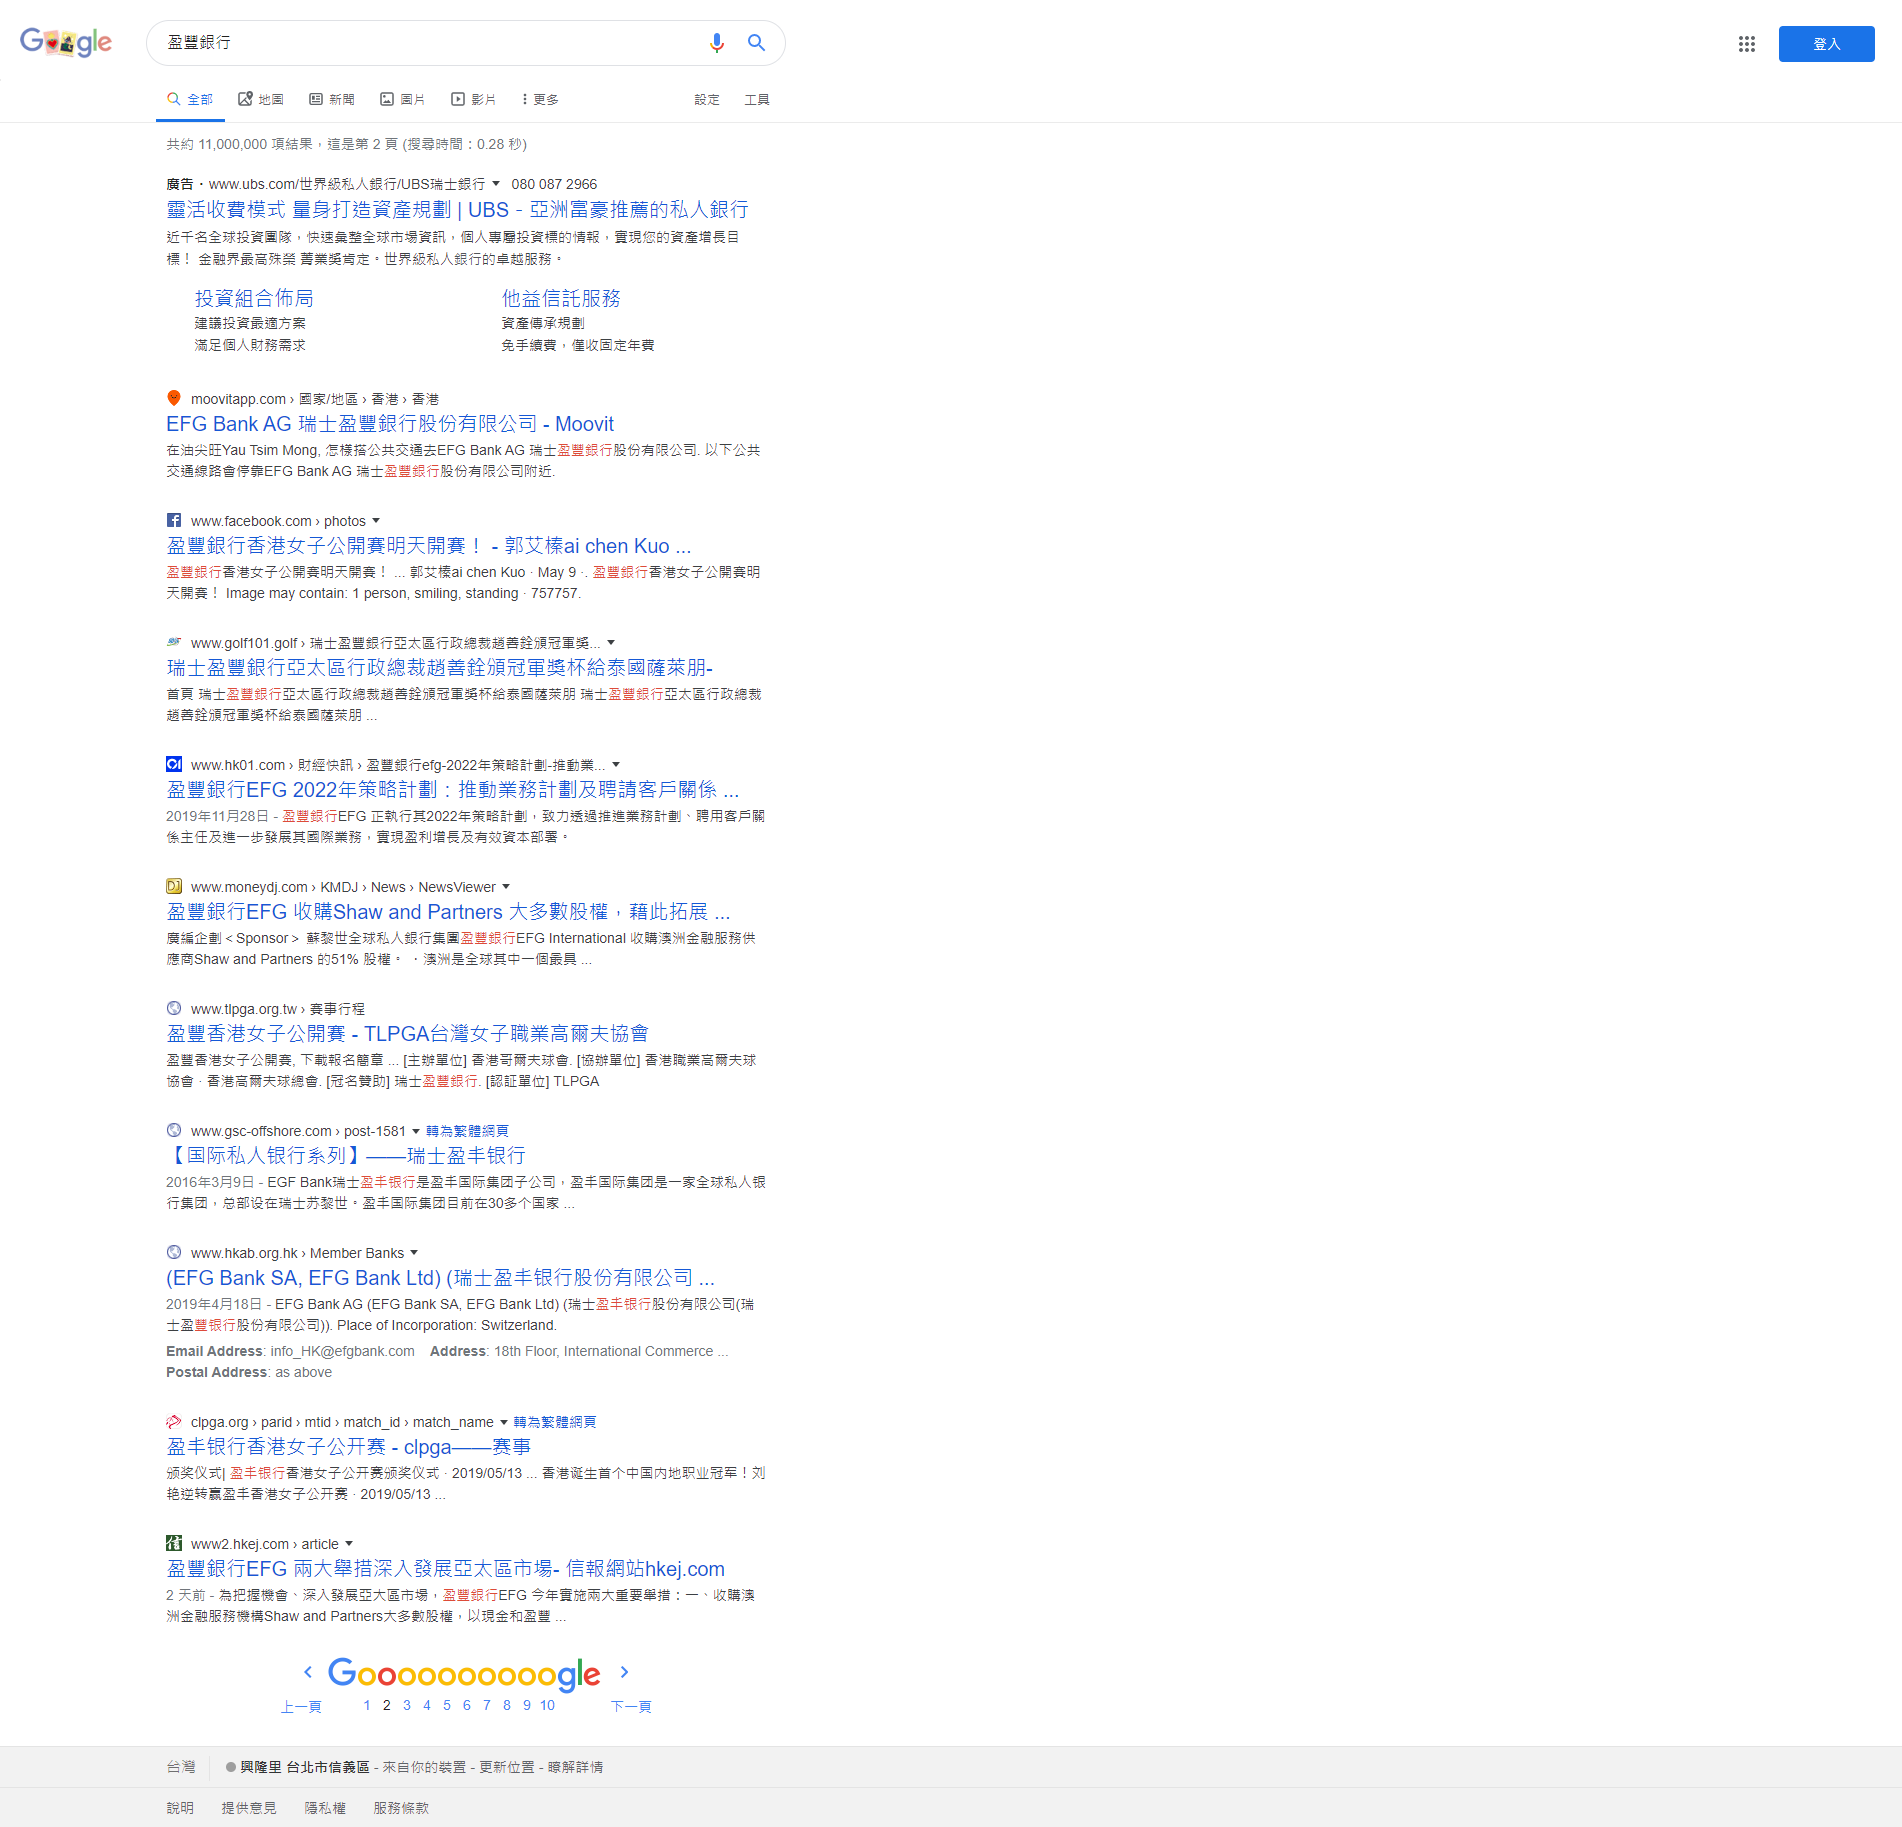 Google
盈豐銀行
登入
全部 地圖 新聞 圖片 影片 更多 設定 工具
共約 11,000,000 項結果，這是第 2 頁 (搜尋時間：0.28 秒)
廣告・www.ubs.com/世界級私人銀行/UBS瑞士銀行 080 087 2966
靈活收費模式 量身打造資產規劃 | UBS - 亞洲富豪推薦的私人銀行
近千名全球投資團隊，快速彙整全球市場資訊，個人專屬投資標的情報，實現您的資產增長目
標！ 金融界最高殊榮 菁業獎肯定。世界級私人銀行的卓越服務。
投資組合佈局
建議投資最適方案
滿足個人財務需求
他益信託服務
資產傳承規劃
免手續費，僅收固定年費
moovitapp.com › 國家/地區 › 香港 › 香港
EFG Bank AG 瑞士盈豐銀行股份有限公司 - Moovit
在油尖旺Yau Tsim Mong, 怎樣搭公共交通去EFG Bank AG 瑞士盈豐銀行股份有限公司. 以下公共
交通線路會停靠EFG Bank AG 瑞士盈豐銀行股份有限公司附近.
www.facebook.com › photos
盈豐銀行香港女子公開賽明天開賽！ - 郭艾榛ai chen Kuo ...
盈豐銀行香港女子公開賽明天開賽！ ... 郭艾榛ai chen Kuo · May 9 ·. 盈豐銀行香港女子公開賽明
天開賽！ Image may contain: 1 person, smiling, standing · 757757.
www.golf101.golf › 瑞士盈豐銀行亞太區行政總裁趙善銓頒冠軍獎...
瑞士盈豐銀行亞太區行政總裁趙善銓頒冠軍獎杯給泰國薩萊朋-
首頁 瑞士盈豐銀行亞太區行政總裁趙善銓頒冠軍獎杯給泰國薩萊朋 瑞士盈豐銀行亞太區行政總裁
趙善銓頒冠軍獎杯給泰國薩萊朋 ...
www.hk01.com › 財經快訊 › 盈豐銀行efg-2022年策略計劃-推動業...
盈豐銀行EFG 2022年策略計劃：推動業務計劃及聘請客戶關係 ...
2019年11月28日 - 盈豐銀行EFG 正執行其2022年策略計劃，致力透過推進業務計劃、聘用客戶關
係主任及進一步發展其國際業務，實現盈利增長及有效資本部署。
www.moneydj.com › KMDJ › News › NewsViewer
盈豐銀行EFG 收購Shaw and Partners 大多數股權，藉此拓展 ...
廣編企劃＜Sponsor＞ 蘇黎世全球私人銀行集團盈豐銀行EFG International 收購澳洲金融服務供
應商Shaw and Partners 的51% 股權。 ・澳洲是全球其中一個最具 ...
www.tlpga.org.tw › 賽事行程
盈豐香港女子公開賽 - TLPGA台灣女子職業高爾夫協會
盈豐香港女子公開賽, 下載報名簡章 ... [主辦單位] 香港哥爾夫球會. [協辦單位] 香港職業高爾夫球
協會 · 香港高爾夫球總會. [冠名贊助] 瑞士盈豐銀行. [認証單位] TLPGA
www.gsc-offshore.com › post-1581 轉為繁體網頁
【国际私人银行系列】——瑞士盈丰银行
2016年3月9日 - EGF Bank瑞士盈丰银行是盈丰国际集团子公司，盈丰国际集团是一家全球私人银
行集团，总部设在瑞士苏黎世。盈丰国际集团目前在30多个国家 ...
www.hkab.org.hk › Member Banks
(EFG Bank SA, EFG Bank Ltd) (瑞士盈丰银行股份有限公司 ...
2019年4月18日 - EFG Bank AG (EFG Bank SA, EFG Bank Ltd) (瑞士盈丰银行股份有限公司(瑞
士盈豐银行股份有限公司)). Place of Incorporation: Switzerland.
Email Address: info_HK@efgbank.com Address: 18th Floor, International Commerce ...
Postal Address: as above
clpga.org › parid › mtid › match_id › match_name 轉為繁體網頁
盈丰银行香港女子公开赛 - clpga——赛事
颁奖仪式| 盈丰银行香港女子公开赛颁奖仪式 · 2019/05/13 ... 香港诞生首个中国内地职业冠军！刘
艳逆转赢盈丰香港女子公开赛 · 2019/05/13 ...
www2.hkej.com › article
盈豐銀行EFG 兩大舉措深入發展亞太區市場- 信報網站hkej.com
2 天前 - 為把握機會、深入發展亞太區市場，盈豐銀行EFG 今年實施兩大重要舉措：一、收購澳
洲金融服務機構Shaw and Partners大多數股權，以現金和盈豐 ...
Goooooooooogle
上一頁 1 2 3 4 5 6 7 8 9 10 下一頁
台灣 興隆里 台北市信義區 - 來自你的裝置 - 更新位置 - 瞭解詳情
說明 提供意見 隱私權 服務條款